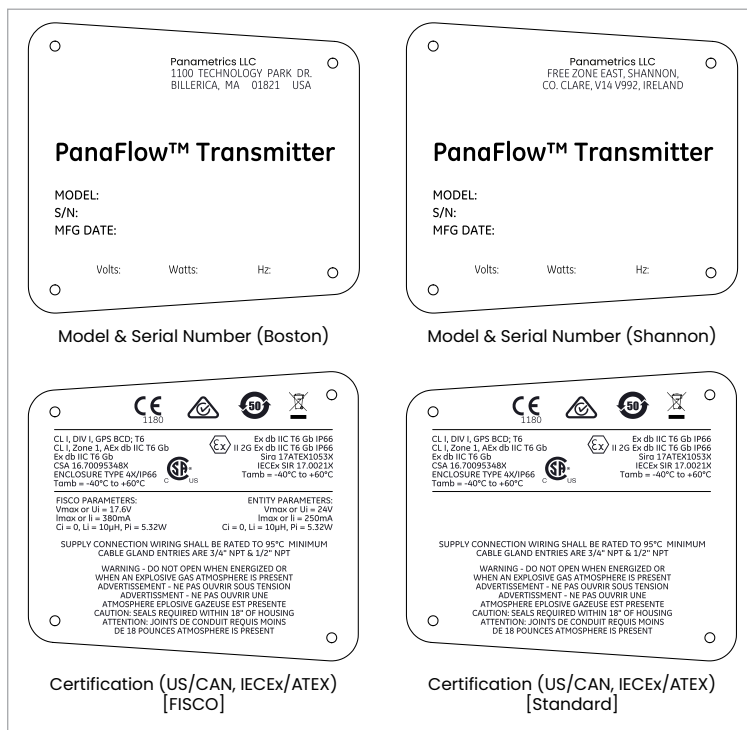 Panametrics LLC
1100 TECHNOLOGY PARK DR.
BILLERICA, MA 01821 USA
PanaFlow™ Transmitter
MODEL:
S/N:
MFG DATE:
Volts: Watts: Hz:
Model & Serial Number (Boston)
Panametrics LLC
FREE ZONE EAST, SHANNON,
CO. CLARE, V14 V992, IRELAND
PanaFlow™ Transmitter
MODEL:
S/N:
MFG DATE:
Volts: Watts: Hz:
Model & Serial Number (Shannon)
CE
1180
50
CL I, DIV I, GPS BCD; T6
CL I, Zone 1, AEx db IIC T6 Gb
Ex db IIC T6 Gb
CSA 16.70095348X
ENCLOSURE TYPE 4X/IP66
Tamb = -40°C to +60°C
C SA US
Ex
Ex db IIC T6 Gb IP66
II 2G Ex db IIC T6 Gb IP66
Sira 17ATEX1053X
IECEx SIR 17.0021X
Tamb = -40°C to +60°C
FISCO PARAMETERS:
Vmax or Ui = 17.6V
Imax or Ii = 380mA
Ci = 0, Li = 10µH, Pi = 5.32W
ENTITY PARAMETERS:
Vmax or Ui = 24V
Imax or Ii = 250mA
Ci = 0, Li = 10µH, Pi = 5.32W
SUPPLY CONNECTION WIRING SHALL BE RATED TO 95°C MINIMUM
CABLE GLAND ENTRIES ARE 3/4" NPT & 1/2" NPT
WARNING - DO NOT OPEN WHEN ENERGIZED OR
WHEN AN EXPLOSIVE GAS ATMOSPHERE IS PRESENT
ADVERTISSEMENT - NE PAS OUVRIR SOUS TENSION
ADVERTISSMENT - NE PAS OUVRIR UNE
ATMOSPHERE EPLOSIVE GAZEUSE EST PRESENTE
CAUTION: SEALS REQUIRED WITHIN 18" OF HOUSING
ATTENTION: JOINTS DE CONDUIT REQUIS MOINS
DE 18 POUNCES ATMOSPHERE IS PRESENT
Certification (US/CAN, IECEx/ATEX)
[FISCO]
CE
1180
50
CL I, DIV I, GPS BCD; T6
CL I, Zone 1, AEx db IIC T6 Gb
Ex db IIC T6 Gb
CSA 16.70095348X
ENCLOSURE TYPE 4X/IP66
Tamb = -40°C to +60°C
C SA US
Ex
Ex db IIC T6 Gb IP66
II 2G Ex db IIC T6 Gb IP66
Sira 17ATEX1053X
IECEx SIR 17.0021X
Tamb = -40°C to +60°C
SUPPLY CONNECTION WIRING SHALL BE RATED TO 95°C MINIMUM
CABLE GLAND ENTRIES ARE 3/4" NPT & 1/2" NPT
WARNING - DO NOT OPEN WHEN ENERGIZED OR
WHEN AN EXPLOSIVE GAS ATMOSPHERE IS PRESENT
ADVERTISSEMENT - NE PAS OUVRIR SOUS TENSION
ADVERTISSMENT - NE PAS OUVRIR UNE
ATMOSPHERE EPLOSIVE GAZEUSE EST PRESENTE
CAUTION: SEALS REQUIRED WITHIN 18" OF HOUSING
ATTENTION: JOINTS DE CONDUIT REQUIS MOINS
DE 18 POUNCES ATMOSPHERE IS PRESENT
Certification (US/CAN, IECEx/ATEX)
[Standard]